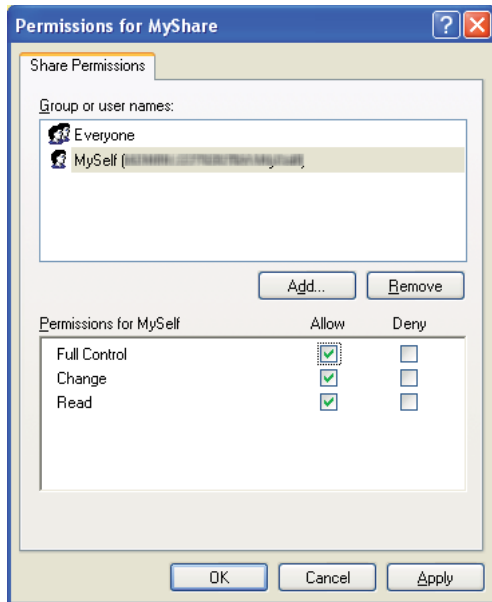 Permissions for MyShare
Share Permissions
Group or user names:
Everyone
MySelf (
Add... Remove
Permissions for MySelf Allow Deny
Full Control
Change
Read
OK Cancel Apply